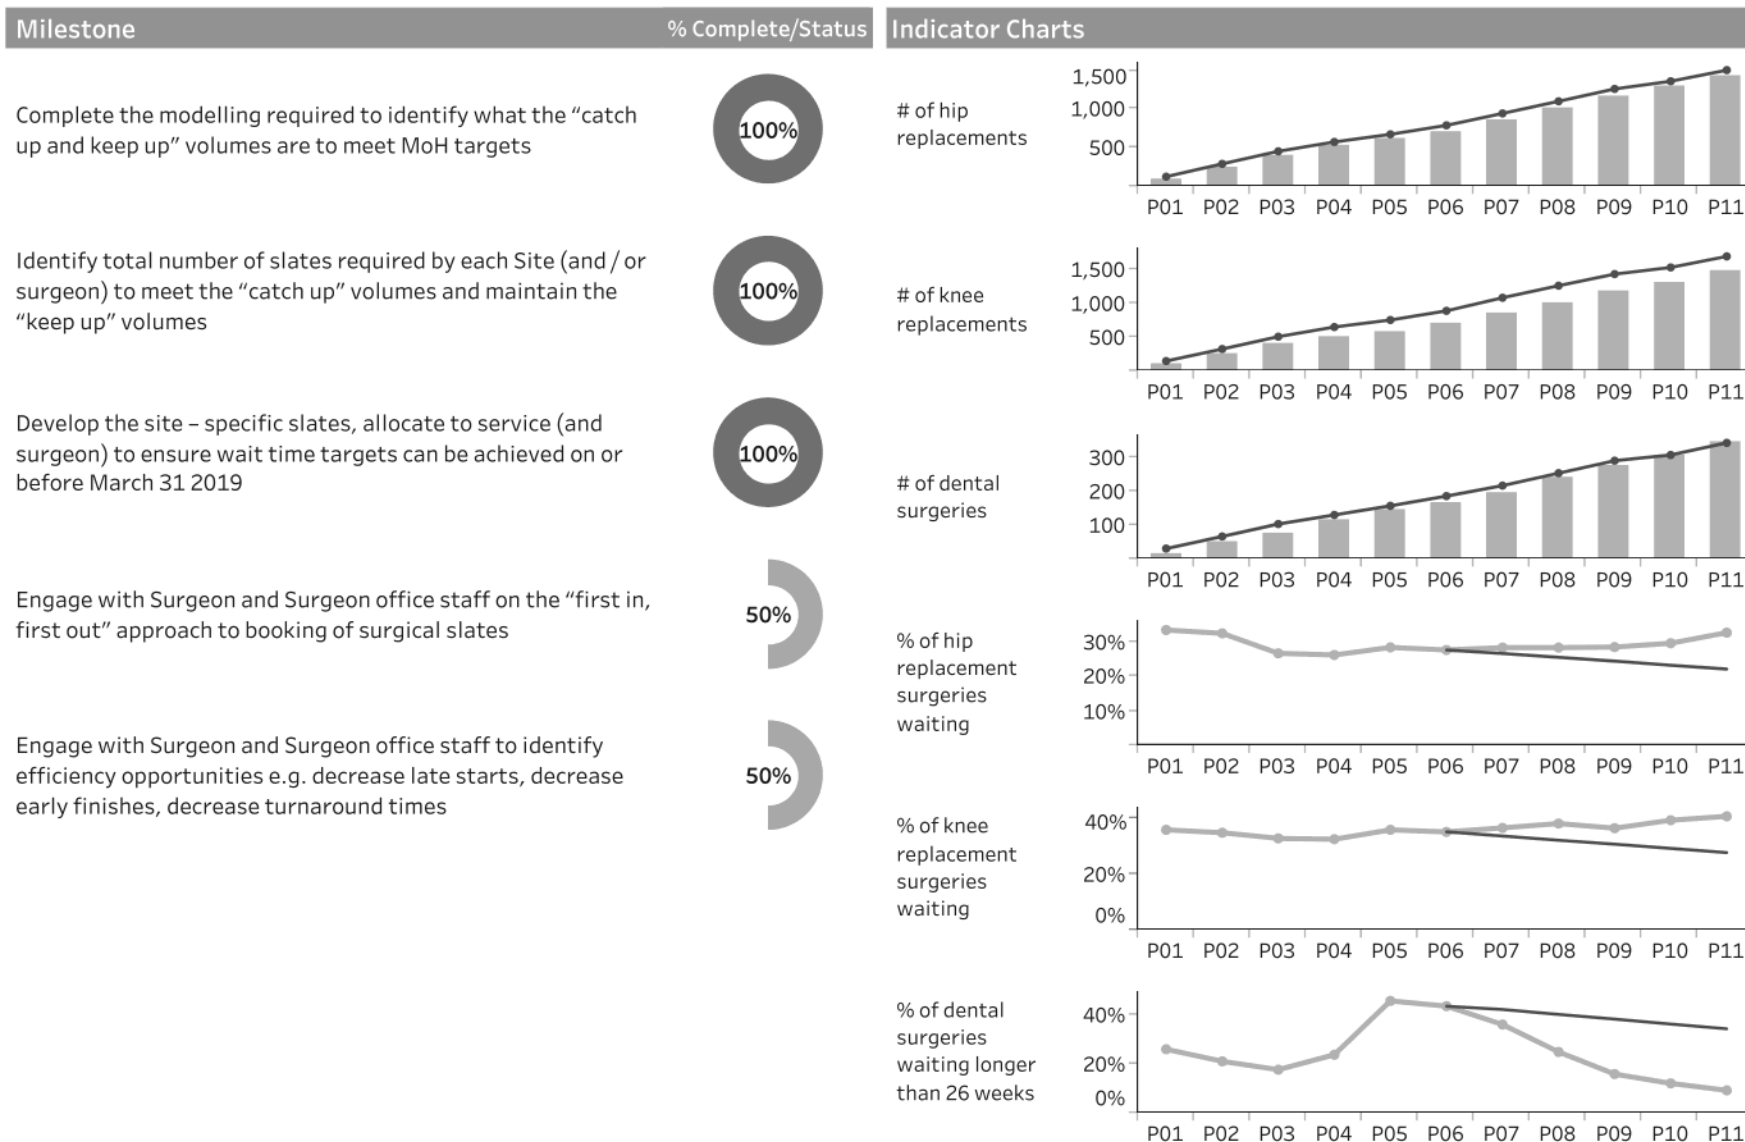 Milestone % Complete/Status
Complete the modelling required to identify what the “catch
up and keep up” volumes are to meet MoH targets
100%
Identify total number of slates required by each Site (and / or
surgeon) to meet the “catch up” volumes and maintain the
“keep up” volumes
100%
Develop the site – specific slates, allocate to service (and
surgeon) to ensure wait time targets can be achieved on or
before March 31 2019
100%
Engage with Surgeon and Surgeon office staff on the “first in,
first out” approach to booking of surgical slates
50%
Engage with Surgeon and Surgeon office staff to identify
efficiency opportunities e.g. decrease late starts, decrease
early finishes, decrease turnaround times
50%
Indicator Charts
# of hip
replacements
1,500
1,000
500
P01 P02 P03 P04 P05 P06 P07 P08 P09 P10 P11
# of knee
replacements
1,500
1,000
500
P01 P02 P03 P04 P05 P06 P07 P08 P09 P10 P11
# of dental
surgeries
300
200
100
P01 P02 P03 P04 P05 P06 P07 P08 P09 P10 P11
% of hip
replacement
surgeries
waiting
30%
20%
10%
P01 P02 P03 P04 P05 P06 P07 P08 P09 P10 P11
% of knee
replacement
surgeries
waiting
40%
20%
0%
P01 P02 P03 P04 P05 P06 P07 P08 P09 P10 P11
% of dental
surgeries
waiting longer
than 26 weeks
40%
20%
0%
P01 P02 P03 P04 P05 P06 P07 P08 P09 P10 P11